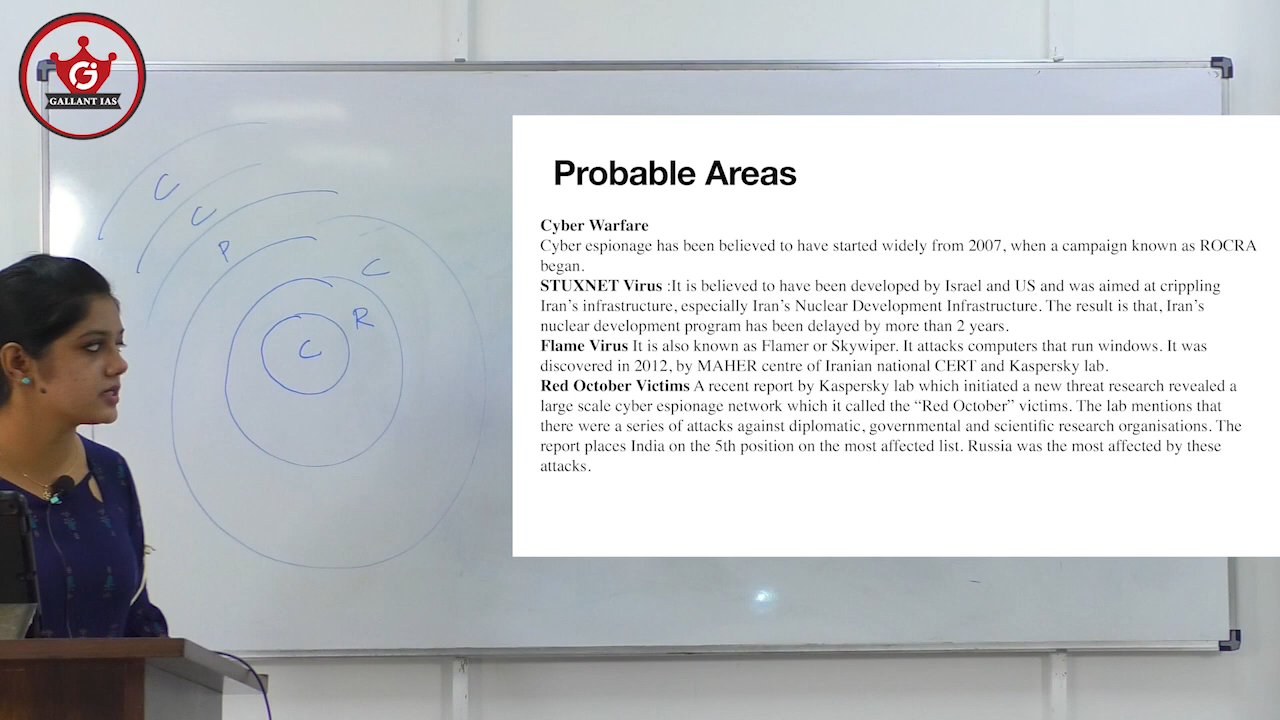 GALLANT IAS
Probable Areas
Cyber Warfare
Cyber espionage has been believed to have started widely from 2007, when a campaign known as ROCRA
began.
STUXNET Virus :It is believed to have been developed by Israel and US and was aimed at crippling
Iran's infrastructure, especially Iran's Nuclear Development Infrastructure. The result is that, Iran's
nuclear development program has been delayed by more than 2 years.
Flame Virus It is also known as Flamer or Skywiper. It attacks computers that run windows. It was
discovered in 2012, by MAHER centre of Iranian national CERT and Kaspersky lab.
Red October Victims A recent report by Kaspersky lab which initiated a new threat research revealed a
large scale cyber espionage network which it called the “Red October” victims. The lab mentions that
there were a series of attacks against diplomatic, governmental and scientific research organisations. The
report places India on the 5th position on the most affected list. Russia was the most affected by these
attacks.
C
C
P
C
R
C